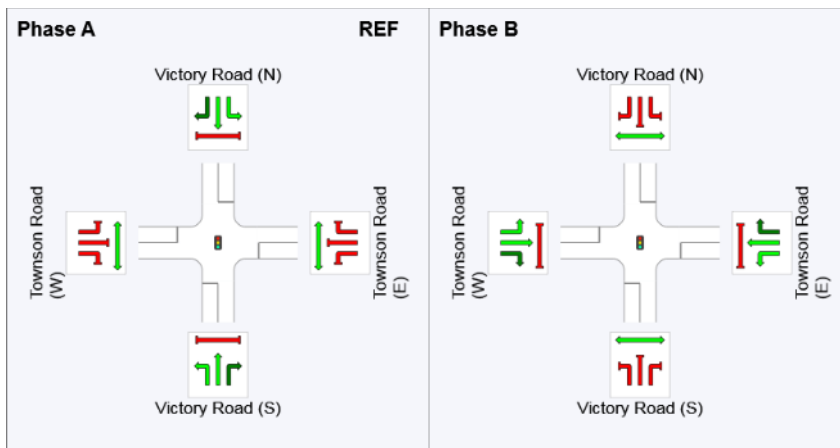 Phase A
REF
Phase B
Victory Road (N)
Victory Road (N)
Townson Road
(W)
Townson Road
(E)
Townson Road
(W)
Townson Road
(E)
Victory Road (S)
Victory Road (S)